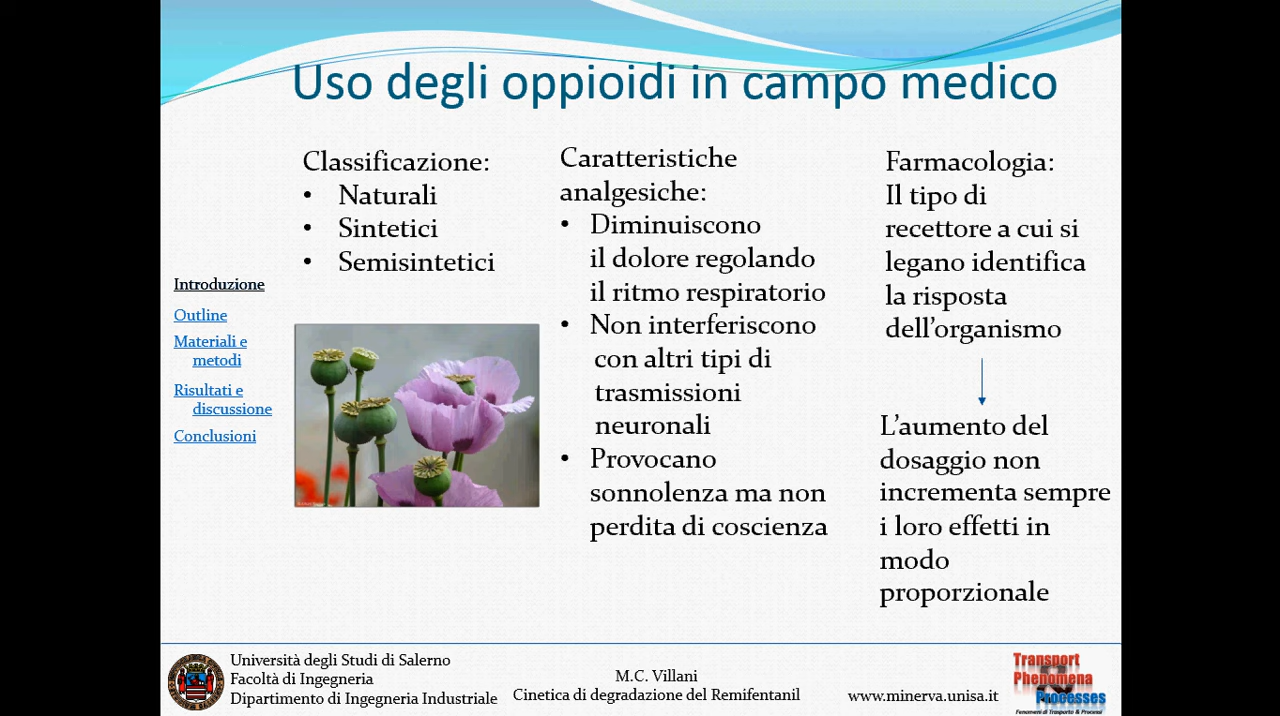 Uso degli oppioidi in campo medico
Classificazione:
• Naturali
• Sintetici
• Semisintetici
Caratteristiche
analgesiche:
• Diminuiscono
il dolore regolando
il ritmo respiratorio
• Non interferiscono
con altri tipi di
trasmissioni
neuronali
• Provocano
sonnolenza ma non
perdita di coscienza
Farmacologia:
Il tipo di
recettore a cui si
legano identifica
la risposta
dell'organismo
L'aumento del
dosaggio non
incrementa sempre
i loro effetti in
modo
proporzionale
Introduzione
Outline
Materiali e
metodi
Risultati e
discussione
Conclusioni
Università degli Studi di Salerno
Facoltà di Ingegneria
Dipartimento di Ingegneria Industriale
M.C. Villani
Cinetica di degradazione del Remifentanil
www.minerva.unisa.it
Transport
Phenomena
&
Processes
Fenomeni di Trasporto & Processi